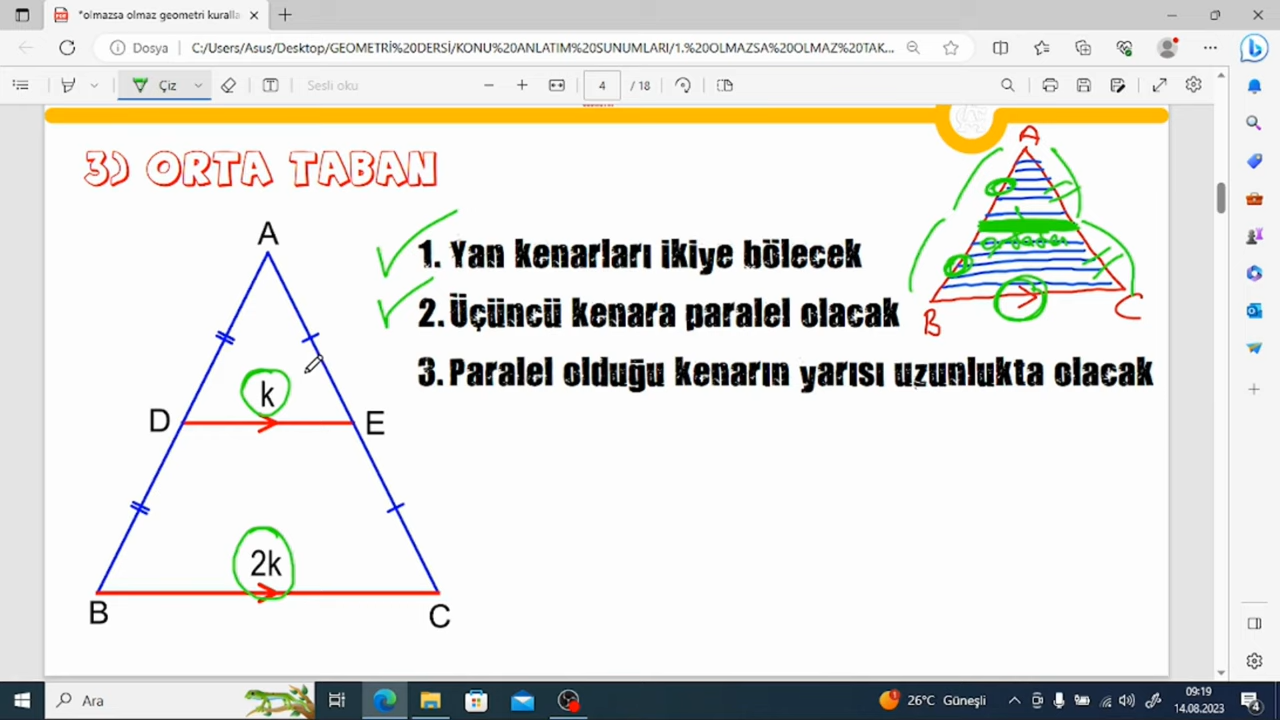 *olmazsa olmaz geometri kuralla
Dosya
C:/Users/Asus/Desktop/GEOMETRİ%20DERSİ/KONU%20ANLATIM%20SUNUMLARI/1.%20OLMAZSA%20OLMAZ%20TAK...
Çiz
Sesli oku
4 / 18
3) ORTA TABAN
A
k
D
E
2k
B
C
1. Yan kenarları ikiye bölecek
2. Üçüncü kenara paralel olacak
3. Paralel olduğu kenarın yarısı uzunlukta olacak
A
B
C
Ara
26°C Güneşli
09:19
14.08.2023
4